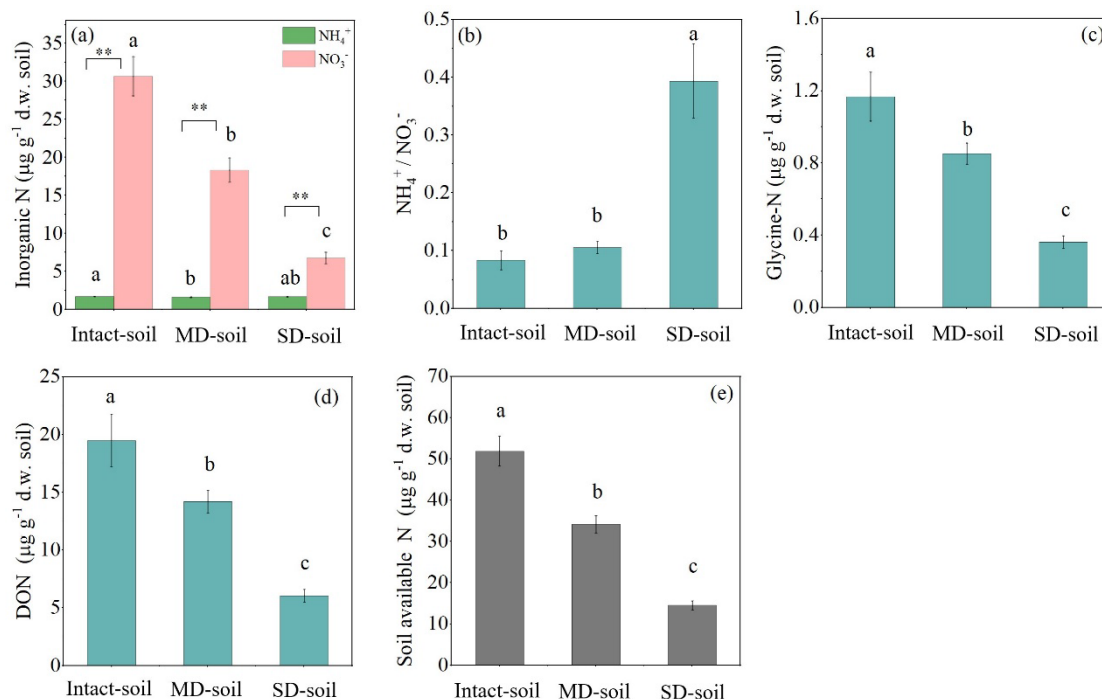 (a)
NH₄⁺
NO₃⁻
Inorganic N (µg g⁻¹ d.w. soil)
35
30
25
20
15
10
5
0
**
a
**
b
**
c
a
b
ab
Intact-soil MD-soil SD-soil
(b)
NH₄⁺ / NO₃⁻
0.5
0.4
0.3
0.2
0.1
0.0
b
b
a
Intact-soil MD-soil SD-soil
(c)
Glycine-N (µg g⁻¹ d.w. soil)
1.6
1.2
0.8
0.4
0.0
a
b
c
Intact-soil MD-soil SD-soil
(d)
DON (µg g⁻¹ d.w. soil)
25
20
15
10
5
0
a
b
c
Intact-soil MD-soil SD-soil
(e)
Soil available N (µg g⁻¹ d.w. soil)
70
60
50
40
30
20
10
0
a
b
c
Intact-soil MD-soil SD-soil